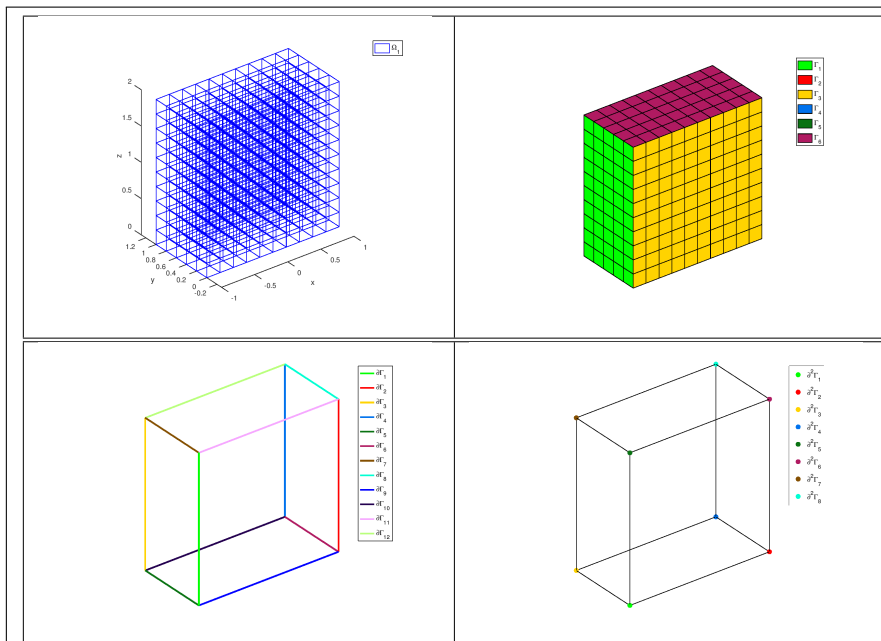 Ω₁
2
1.5
z
1
0.5
0
1.2
1
0.8
0.6
y
0.4
0.2
0
-0.2
-1
-0.5
0
x
0.5
1
Γ₁
Γ₂
Γ₃
Γ₄
Γ₅
Γ₆
∂Γ₁
∂Γ₂
∂Γ₃
∂Γ₄
∂Γ₅
∂Γ₆
∂Γ₇
∂Γ₈
∂Γ₉
∂Γ₁₀
∂Γ₁₁
∂Γ₁₂
∂²Γ₁
∂²Γ₂
∂²Γ₃
∂²Γ₄
∂²Γ₅
∂²Γ₆
∂²Γ₇
∂²Γ₈